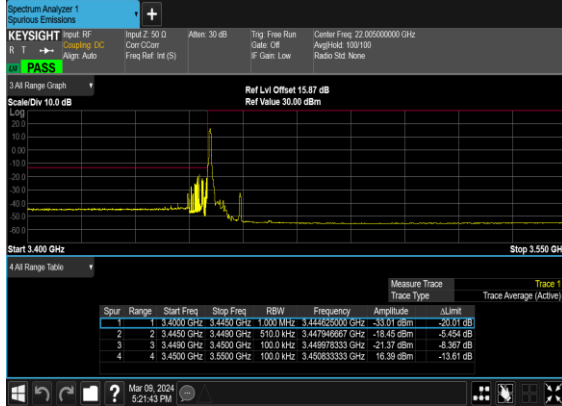 Spectrum Analyzer 1
Spurious Emissions
+
KEYSIGHT Input: RF Input Z: 50 Ω Atten: 30 dB Trig: Free Run Center Freq: 22.005000000 GHz
R T Coupling: DC Corr CCorr Gate: Off Avg|Hold: 100/100
Align: Auto Freq Ref: Int (S) IF Gain: Low Radio Std: None
LXI PASS
3 All Range Graph
Ref Lvl Offset 15.87 dB
Scale/Div 10.0 dB Ref Value 30.00 dBm
Log
20.0
10.0
0.00
-10.0
-20.0
-30.0
-40.0
-50.0
-60.0
Start 3.400 GHz Stop 3.550 GH
4 All Range Table
Measure Trace Trace 1
Trace Type Trace Average (Active)
Spur Range Start Freq Stop Freq RBW Frequency Amplitude ΔLimit
1 1 3.4000 GHz 3.4450 GHz 1.000 MHz 3.444625000 GHz -33.01 dBm -20.01 dB
2 2 3.4450 GHz 3.4490 GHz 510.0 kHz 3.447946667 GHz -18.45 dBm -5.454 dB
3 3 3.4490 GHz 3.4500 GHz 100.0 kHz 3.449978333 GHz -21.37 dBm -8.367 dB
4 4 3.4500 GHz 3.5500 GHz 100.0 kHz 3.450833333 GHz 16.39 dBm -13.61 dB
? Mar 09, 2024
5:21:43 PM